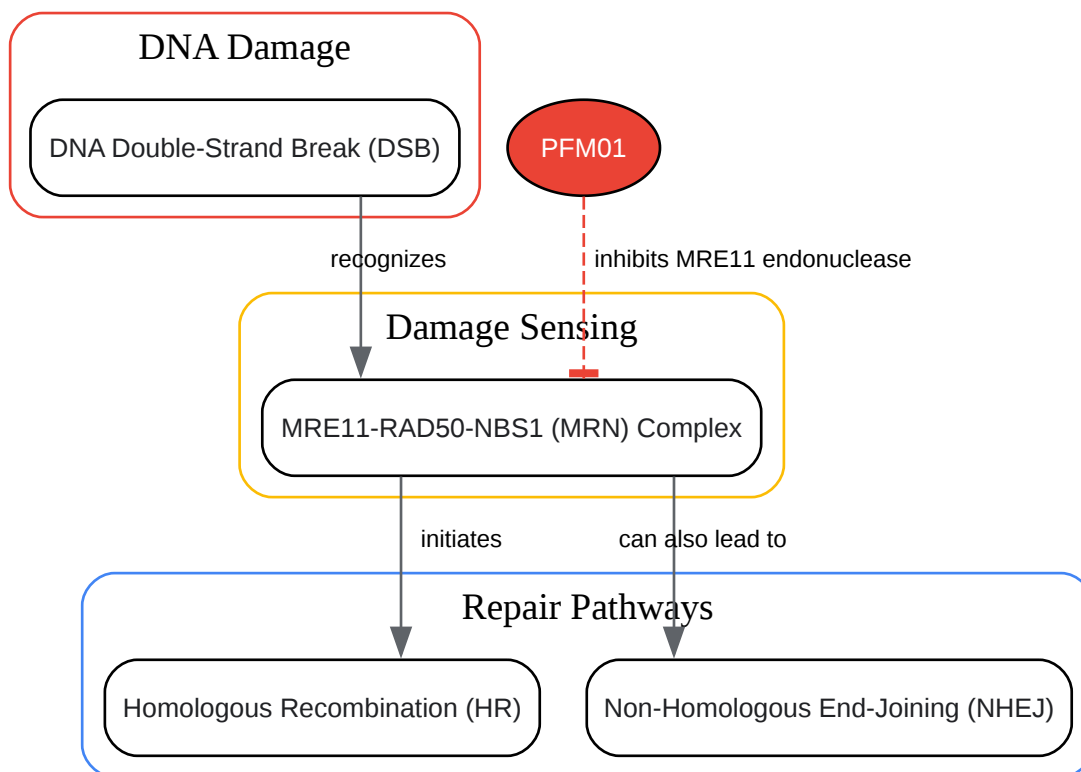 DNA Damage
DNA Double-Strand Break (DSB)
PFM01
recognizes
inhibits MRE11 endonuclease
Damage Sensing
MRE11-RAD50-NBS1 (MRN) Complex
initiates
can also lead to
Repair Pathways
Homologous Recombination (HR)
Non-Homologous End-Joining (NHEJ)